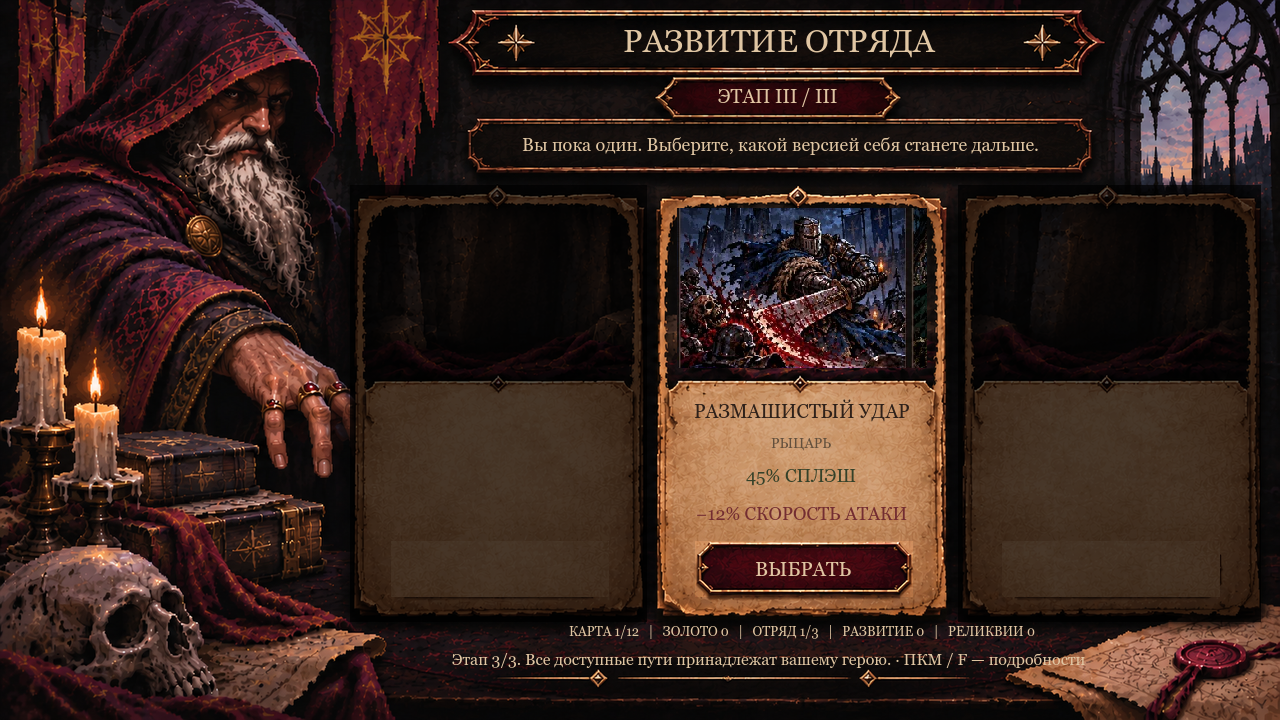 РАЗВИТИЕ ОТРЯДА
ЭТАП III / III
Вы пока один. Выберите, какой версией себя станете дальше.
РАЗМАШИСТЫЙ УДАР
РЫЦАРЬ
45% СПЛЭШ
−12% СКОРОСТЬ АТАКИ
ВЫБРАТЬ
КАРТА 1/12 | ЗОЛОТО 0 | ОТРЯД 1/3 | РАЗВИТИЕ 0 | РЕЛИКВИИ 0
Этап 3/3. Все доступные пути принадлежат вашему герою. · ПКМ / F — подробности